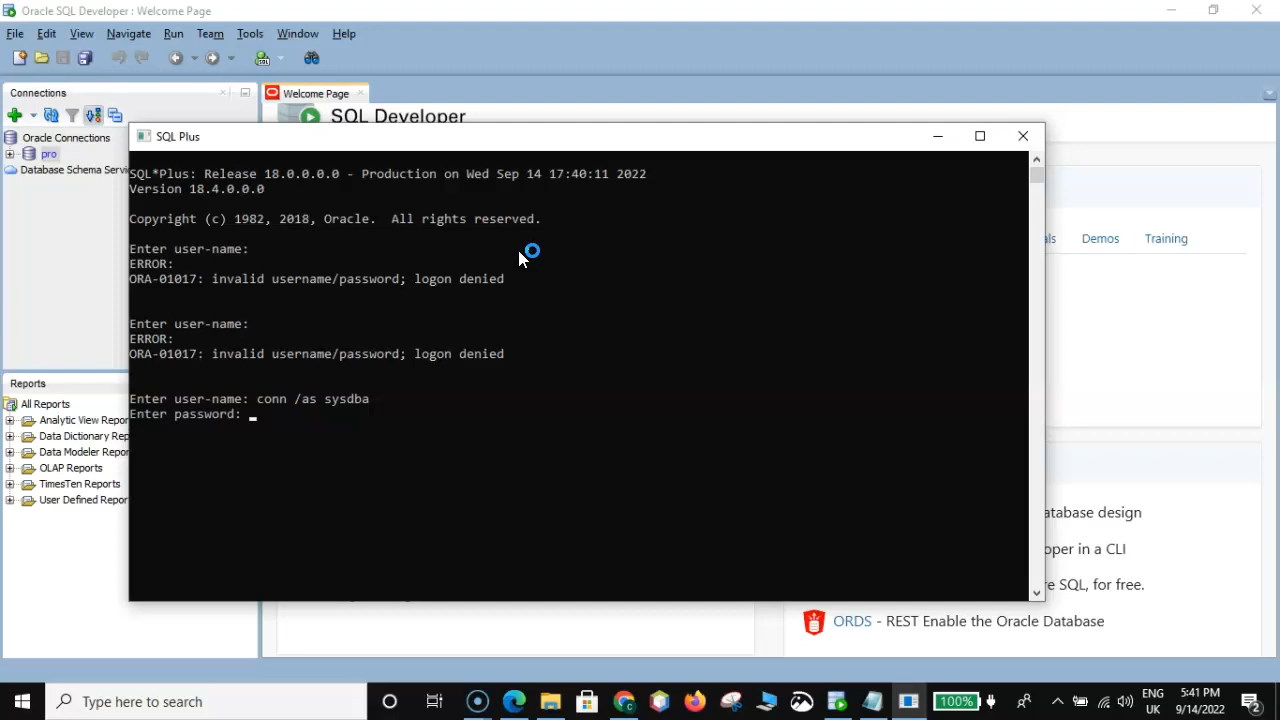 Oracle SQL Developer : Welcome Page
File Edit View Navigate Run Team Tools Window Help
Connections
Oracle Connections
pro
Database Schema Servi
Welcome Page
SQL Developer
SQL Plus
SQL*Plus: Release 18.0.0.0.0 - Production on Wed Sep 14 17:40:11 2022
Version 18.4.0.0.0
Copyright (c) 1982, 2018, Oracle.  All rights reserved.
Enter user-name:
ERROR:
ORA-01017: invalid username/password; logon denied
Enter user-name:
ERROR:
ORA-01017: invalid username/password; logon denied
Enter user-name: conn /as sysdba
Enter password:
als Demos Training
Reports
All Reports
Analytic View Repor
Data Dictionary Rep
Data Modeler Repor
OLAP Reports
TimesTen Reports
User Defined Repor
atabase design
oper in a CLI
re SQL, for free.
ORDS - REST Enable the Oracle Database
Type here to search
100%
ENG
UK
5:41 PM
9/14/2022
2